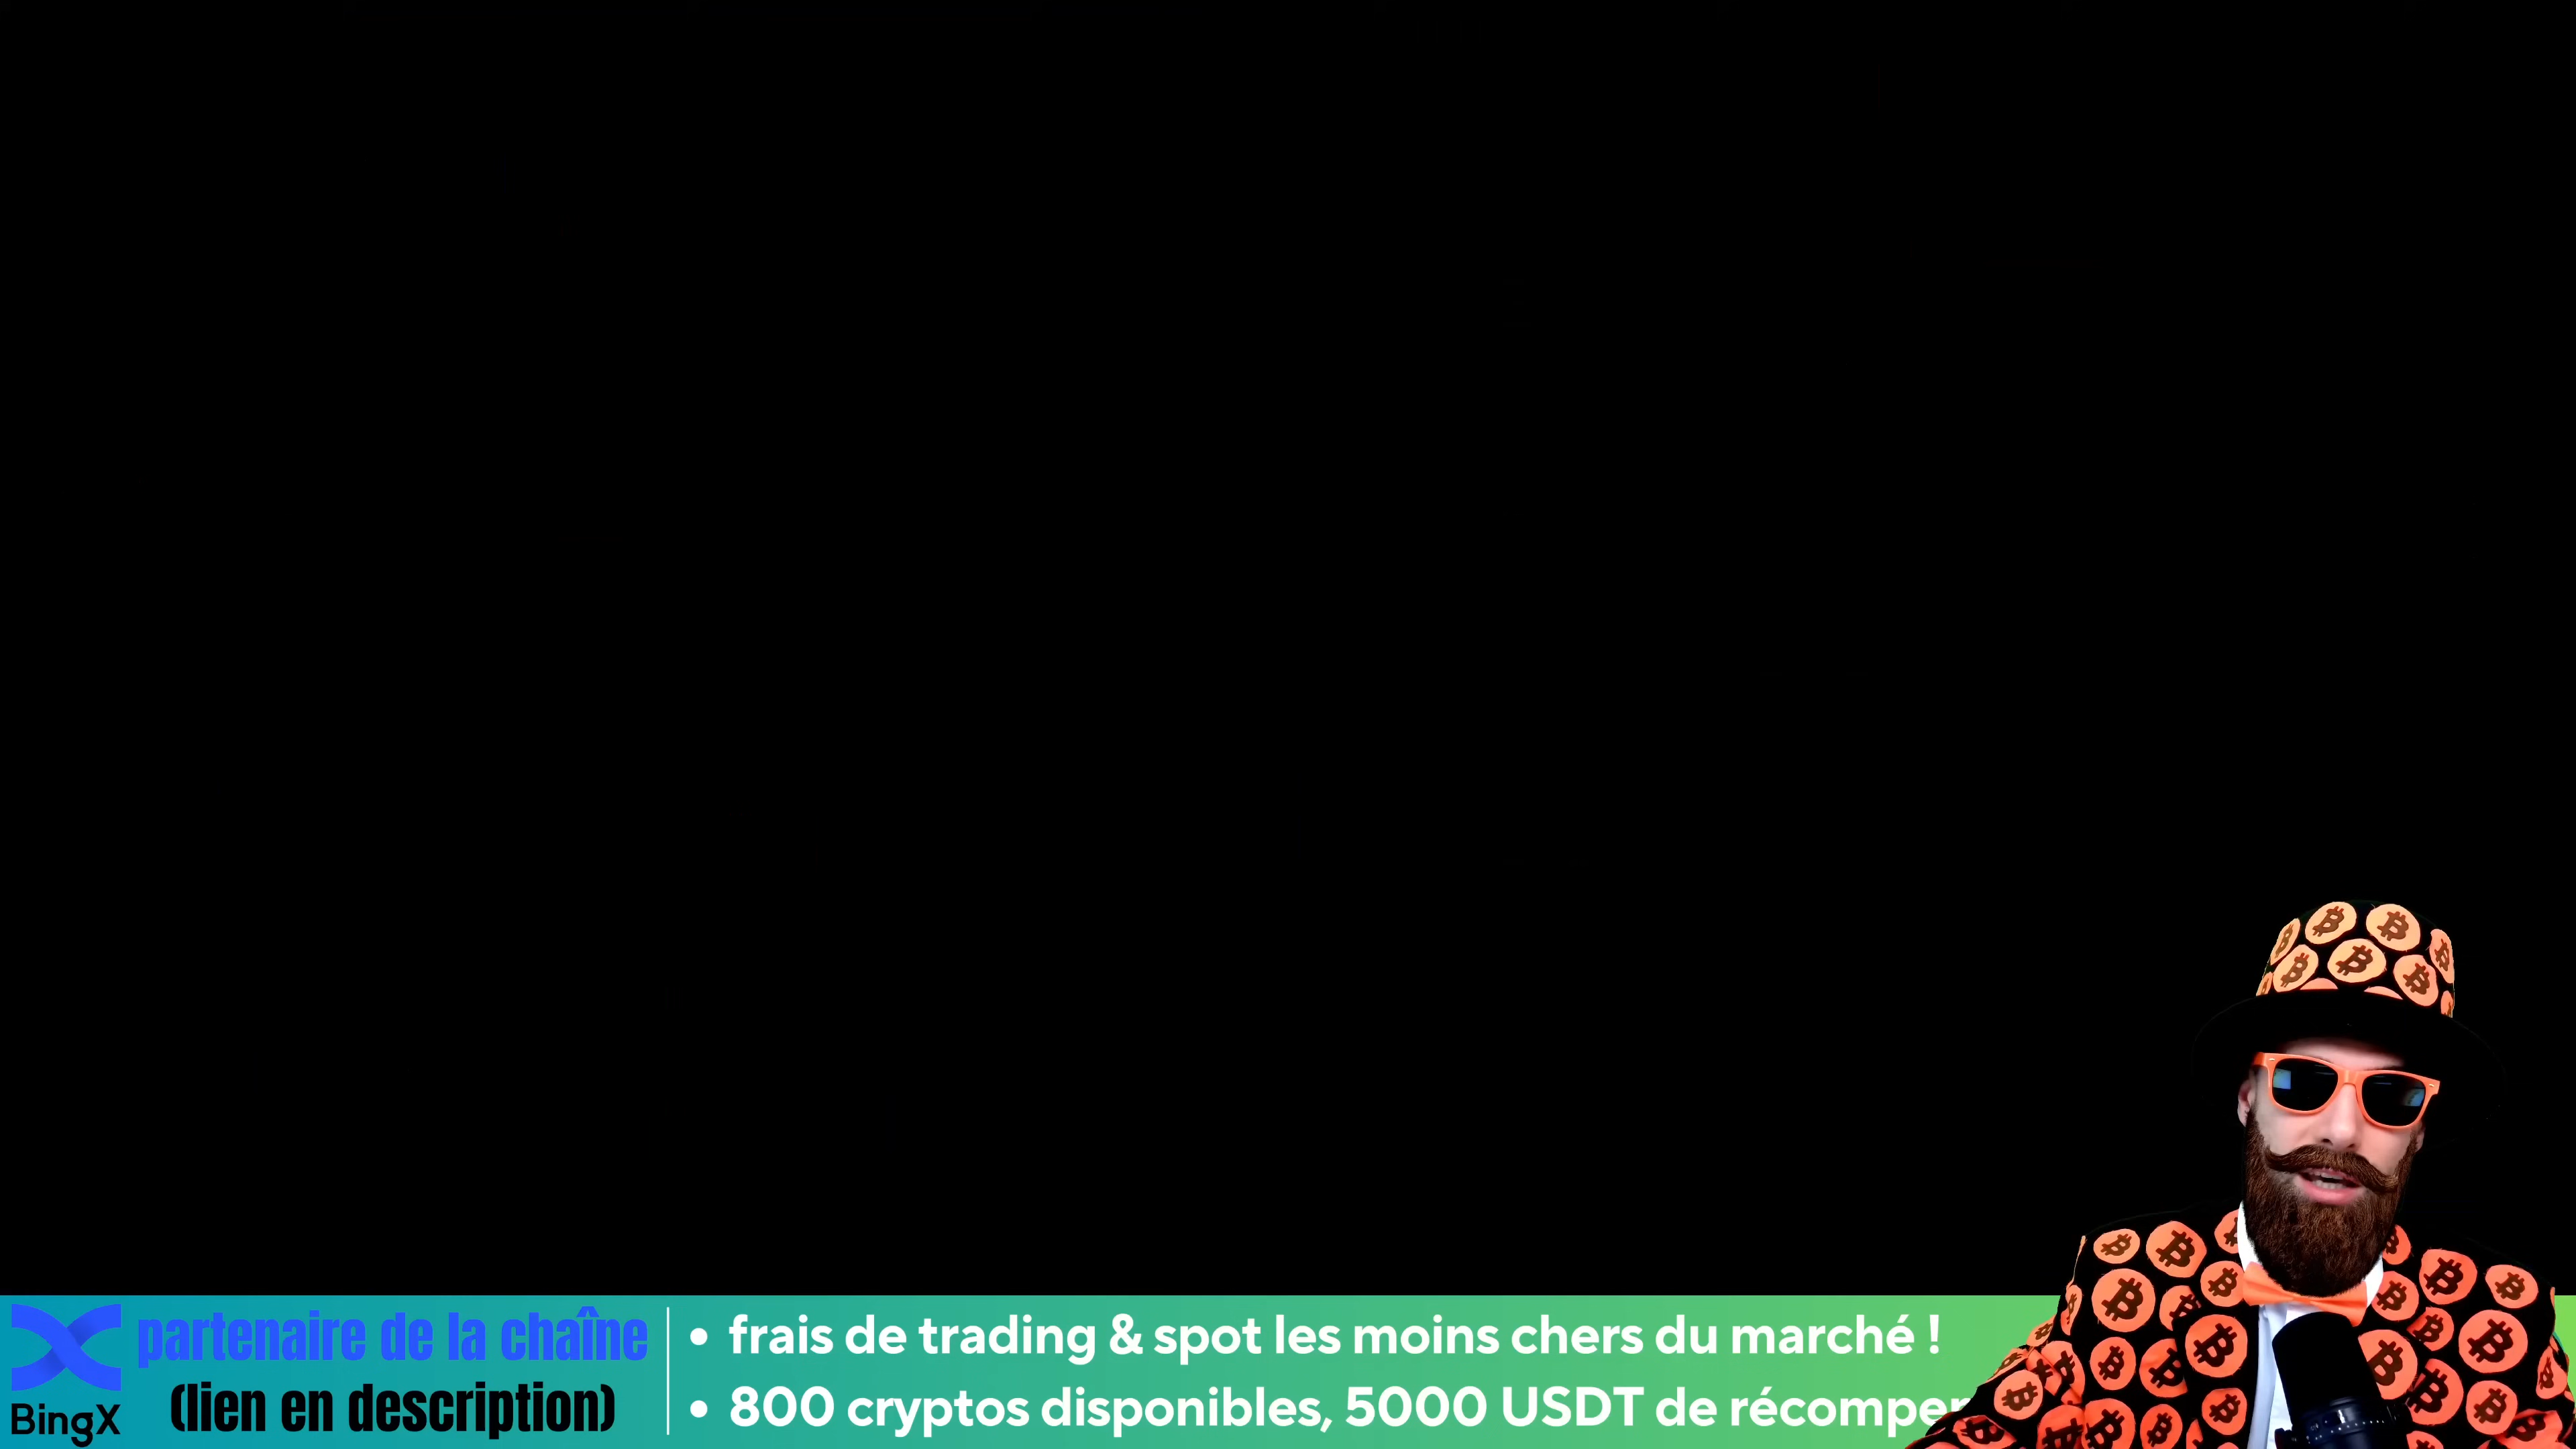 partenaire de la chaîne
(lien en description)
BingX
• frais de trading & spot les moins chers du marché !
• 800 cryptos disponibles, 5000 USDT de